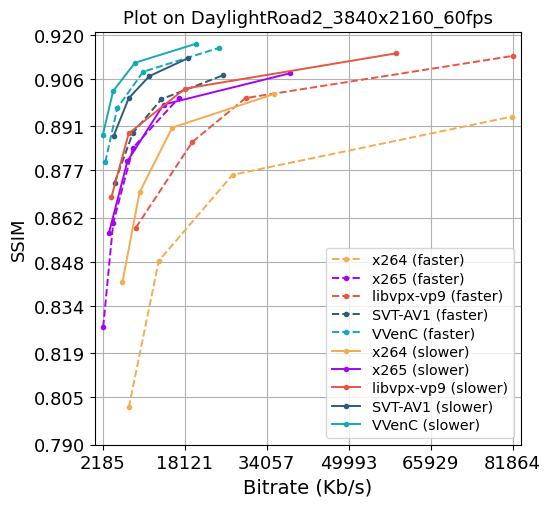 Plot on DaylightRoad2_3840x2160_60fps
0.920
0.906
0.891
0.877
0.862
0.848
0.834
0.819
0.805
0.790
SSIM
x264 (faster)
x265 (faster)
libvpx-vp9 (faster)
SVT-AV1 (faster)
VVenC (faster)
x264 (slower)
x265 (slower)
libvpx-vp9 (slower)
SVT-AV1 (slower)
VVenC (slower)
2185 18121 34057 49993 65929 81864
Bitrate (Kb/s)